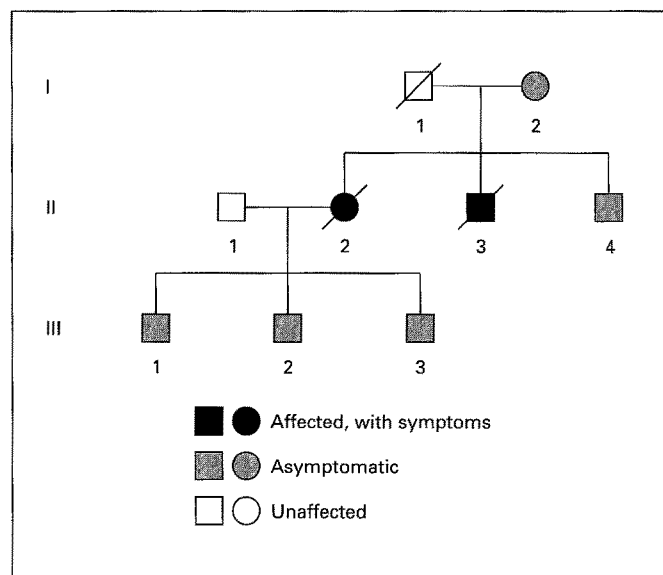 I
1 2
II
1 2 3 4
III
1 2 3
Affected, with symptoms
Asymptomatic
Unaffected